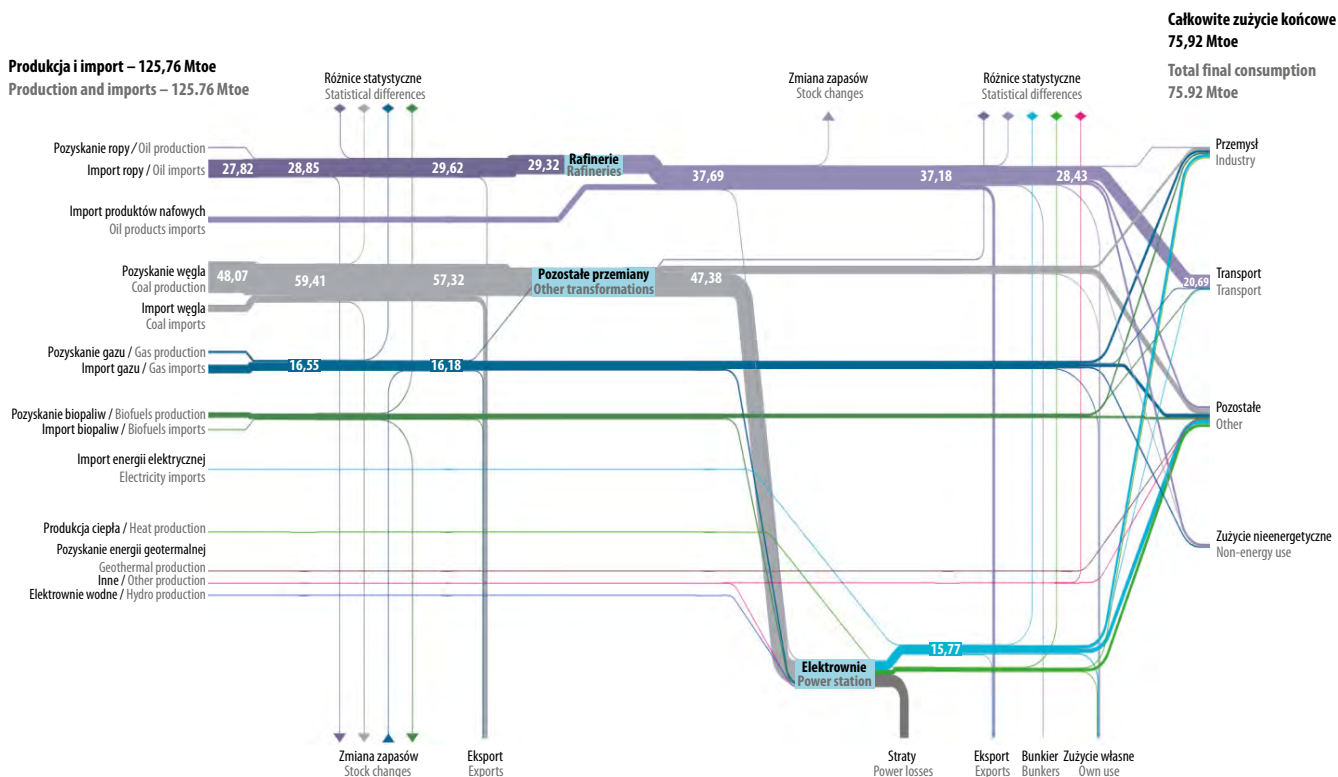 Całkowite zużycie końcowe
75,92 Mtoe
Total final consumption
75.92 Mtoe
Produkcja i import – 125,76 Mtoe
Production and imports – 125.76 Mtoe
Różnice statystyczne
Statistical differences
Zmiana zapasów
Stock changes
Różnice statystyczne
Statistical differences
Pozyskanie ropy / Oil production
Import ropy / Oil imports
27,82
28,85
29,62
29,32
Rafinerie
Refineries
37,69
37,18
28,43
Przemysł
Industry
Import produktów nafowych
Oil products imports
Pozyskanie węgla
Coal production
48,07
59,41
57,32
Pozostałe przemiany
Other transformations
47,38
Transport
Transport
20,69
Import węgla
Coal imports
Pozyskanie gazu / Gas production
Import gazu / Gas imports
16,55
16,18
Pozyskanie biopaliw / Biofuels production
Import biopaliw / Biofuels imports
Pozostałe
Other
Import energii elektrycznej
Electricity imports
Produkcja ciepła / Heat production
Pozyskanie energii geotermalnej
Geothermal production
Inne / Other production
Elektrownie wodne / Hydro production
Zużycie nieenergetyczne
Non-energy use
15,77
Elektrownie
Power station
Zmiana zapasów
Stock changes
Eksport
Exports
Straty
Power losses
Eksport
Exports
Bunkier
Bunkers
Zużycie własne
Own use